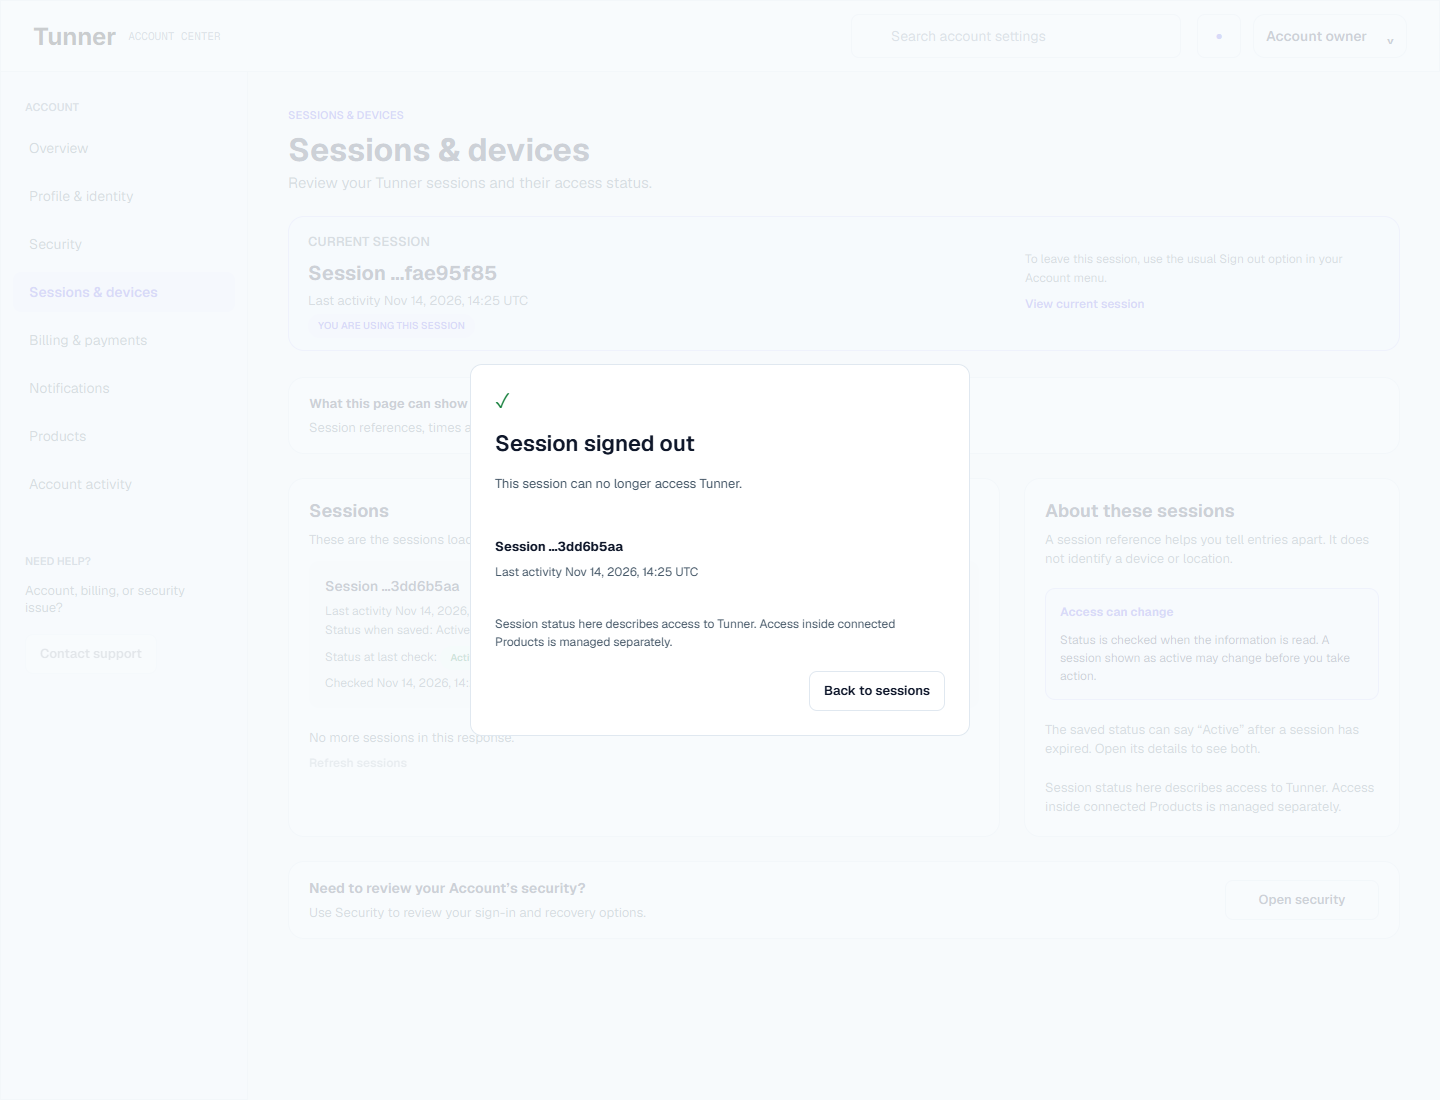 Tunner ACCOUNT CENTER
Search account settings
Account owner
ACCOUNT
Overview
Profile & identity
Security
Sessions & devices
Billing & payments
Notifications
Products
Account activity
NEED HELP?
Account, billing, or security
issue?
Contact support
SESSIONS & DEVICES
Sessions & devices
Review your Tunner sessions and their access status.
CURRENT SESSION
Session …fae95f85
Last activity Nov 14, 2026, 14:25 UTC
YOU ARE USING THIS SESSION
To leave this session, use the usual Sign out option in your
Account menu.
View current session
What this page can show
Session references, times a
Sessions
These are the sessions load
Session …3dd6b5aa
Last activity Nov 14, 2026,
Status when saved: Active
Status at last check: Acti
Checked Nov 14, 2026, 14:
No more sessions in this response.
Refresh sessions
✓
Session signed out
This session can no longer access Tunner.
Session …3dd6b5aa
Last activity Nov 14, 2026, 14:25 UTC
Session status here describes access to Tunner. Access inside connected
Products is managed separately.
Back to sessions
About these sessions
A session reference helps you tell entries apart. It does
not identify a device or location.
Access can change
Status is checked when the information is read. A
session shown as active may change before you take
action.
The saved status can say “Active” after a session has
expired. Open its details to see both.
Session status here describes access to Tunner. Access
inside connected Products is managed separately.
Need to review your Account’s security?
Use Security to review your sign-in and recovery options.
Open security